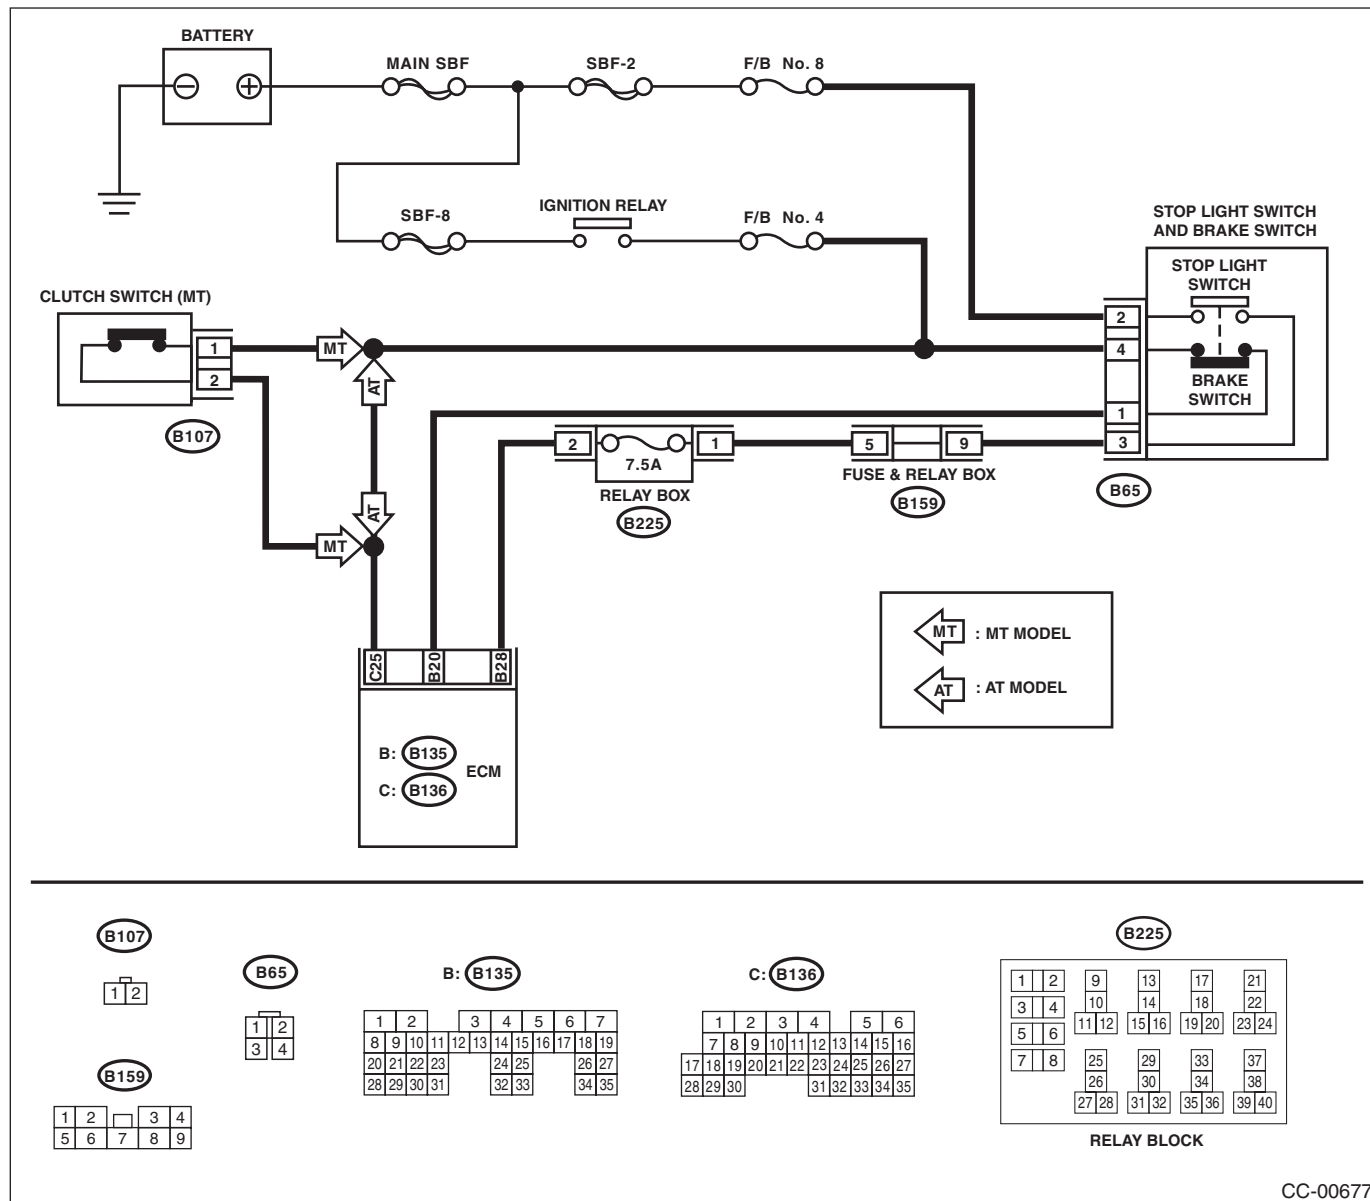 BATTERY
MAIN SBF
SBF-2
F/B No. 8
SBF-8
IGNITION RELAY
F/B No. 4
STOP LIGHT SWITCH
AND BRAKE SWITCH
STOP LIGHT
SWITCH
2
4
1
3
BRAKE
SWITCH
B65
CLUTCH SWITCH (MT)
1
2
B107
MT
AT
AT
MT
2
7.5A
1
RELAY BOX
B225
5
9
FUSE & RELAY BOX
B159
C25
B20
B28
B: B135
ECM
C: B136
MT : MT MODEL
AT : AT MODEL
B107
1 2
B159
1 2 3 4
5 6 7 8 9
B65
1 2
3 4
B: B135
1 2 3 4 5 6 7
8 9 10 11 12 13 14 15 16 17 18 19
20 21 22 23 24 25 26 27
28 29 30 31 32 33 34 35
C: B136
1 2 3 4 5 6
7 8 9 10 11 12 13 14 15 16
17 18 19 20 21 22 23 24 25 26 27
28 29 30 31 32 33 34 35
B225
1 2 9 13 17 21
3 4 10 14 18 22
11 12 15 16 19 20 23 24
5 6
7 8 25 29 33 37
26 30 34 38
27 28 31 32 35 36 39 40
RELAY BLOCK
CC-00677